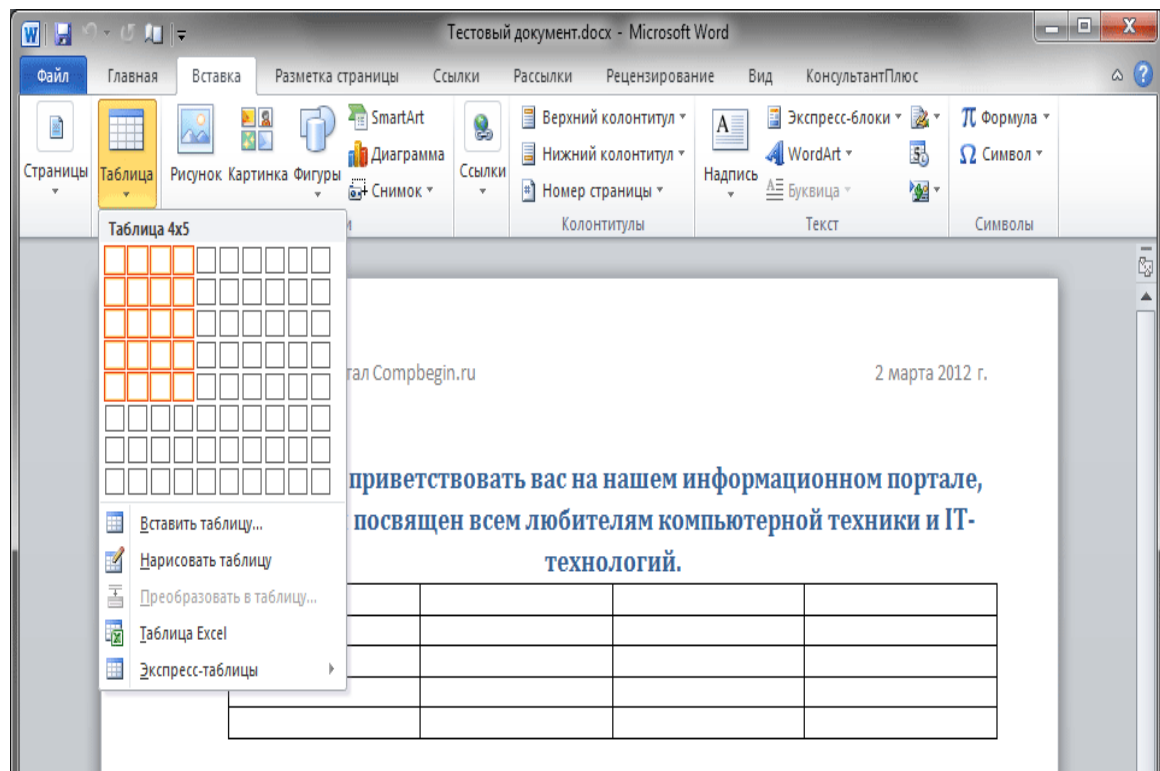 Тестовый документ.docx - Microsoft Word
Файл Главная Вставка Разметка страницы Ссылки Рассылки Рецензирование Вид КонсультантПлюс
Страницы
Таблица
Рисунок Картинка Фигуры
SmartArt
Диаграмма
Снимок
Ссылки
Верхний колонтитул
Нижний колонтитул
Номер страницы
Колонтитулы
Надпись
Экспресс-блоки
WordArt
Буквица
Текст
π Формула
Ω Символ
Символы
Таблица 4x5
Вставить таблицу...
Нарисовать таблицу
Преобразовать в таблицу...
Таблица Excel
Экспресс-таблицы
Compbegin.ru 2 марта 2012 г.
приветствовать вас на нашем информационном портале,
посвящен всем любителям компьютерной техники и IT-
технологий.